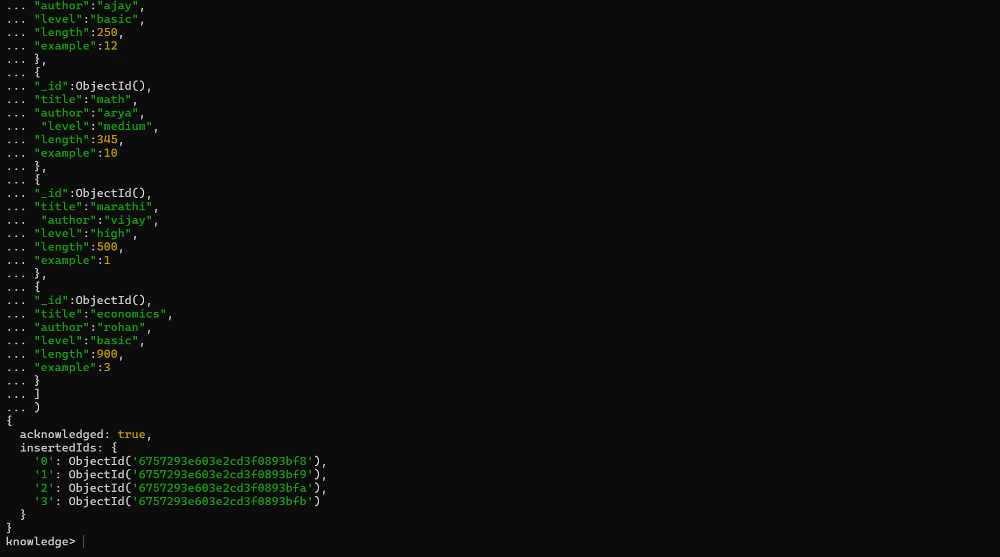 ... "author":"ajay",
... "level":"basic",
... "length":250,
... "example":12
... },
... {
... "_id":ObjectId(),
... "title":"math",
... "author":"arya",
...  "level":"medium",
... "length":345,
... "example":10
... },
... {
... "_id":ObjectId(),
... "title":"marathi",
...  "author":"vijay",
... "level":"high",
... "length":500,
... "example":1
... },
... {
... "_id":ObjectId(),
... "title":"economics",
... "author":"rohan",
... "level":"basic",
... "length":900,
... "example":3
... }
... ]
... )
{
  acknowledged: true,
  insertedIds: {
    '0': ObjectId('6757293e603e2cd3f0893bf8'),
    '1': ObjectId('6757293e603e2cd3f0893bf9'),
    '2': ObjectId('6757293e603e2cd3f0893bfa'),
    '3': ObjectId('6757293e603e2cd3f0893bfb')
  }
}
knowledge>